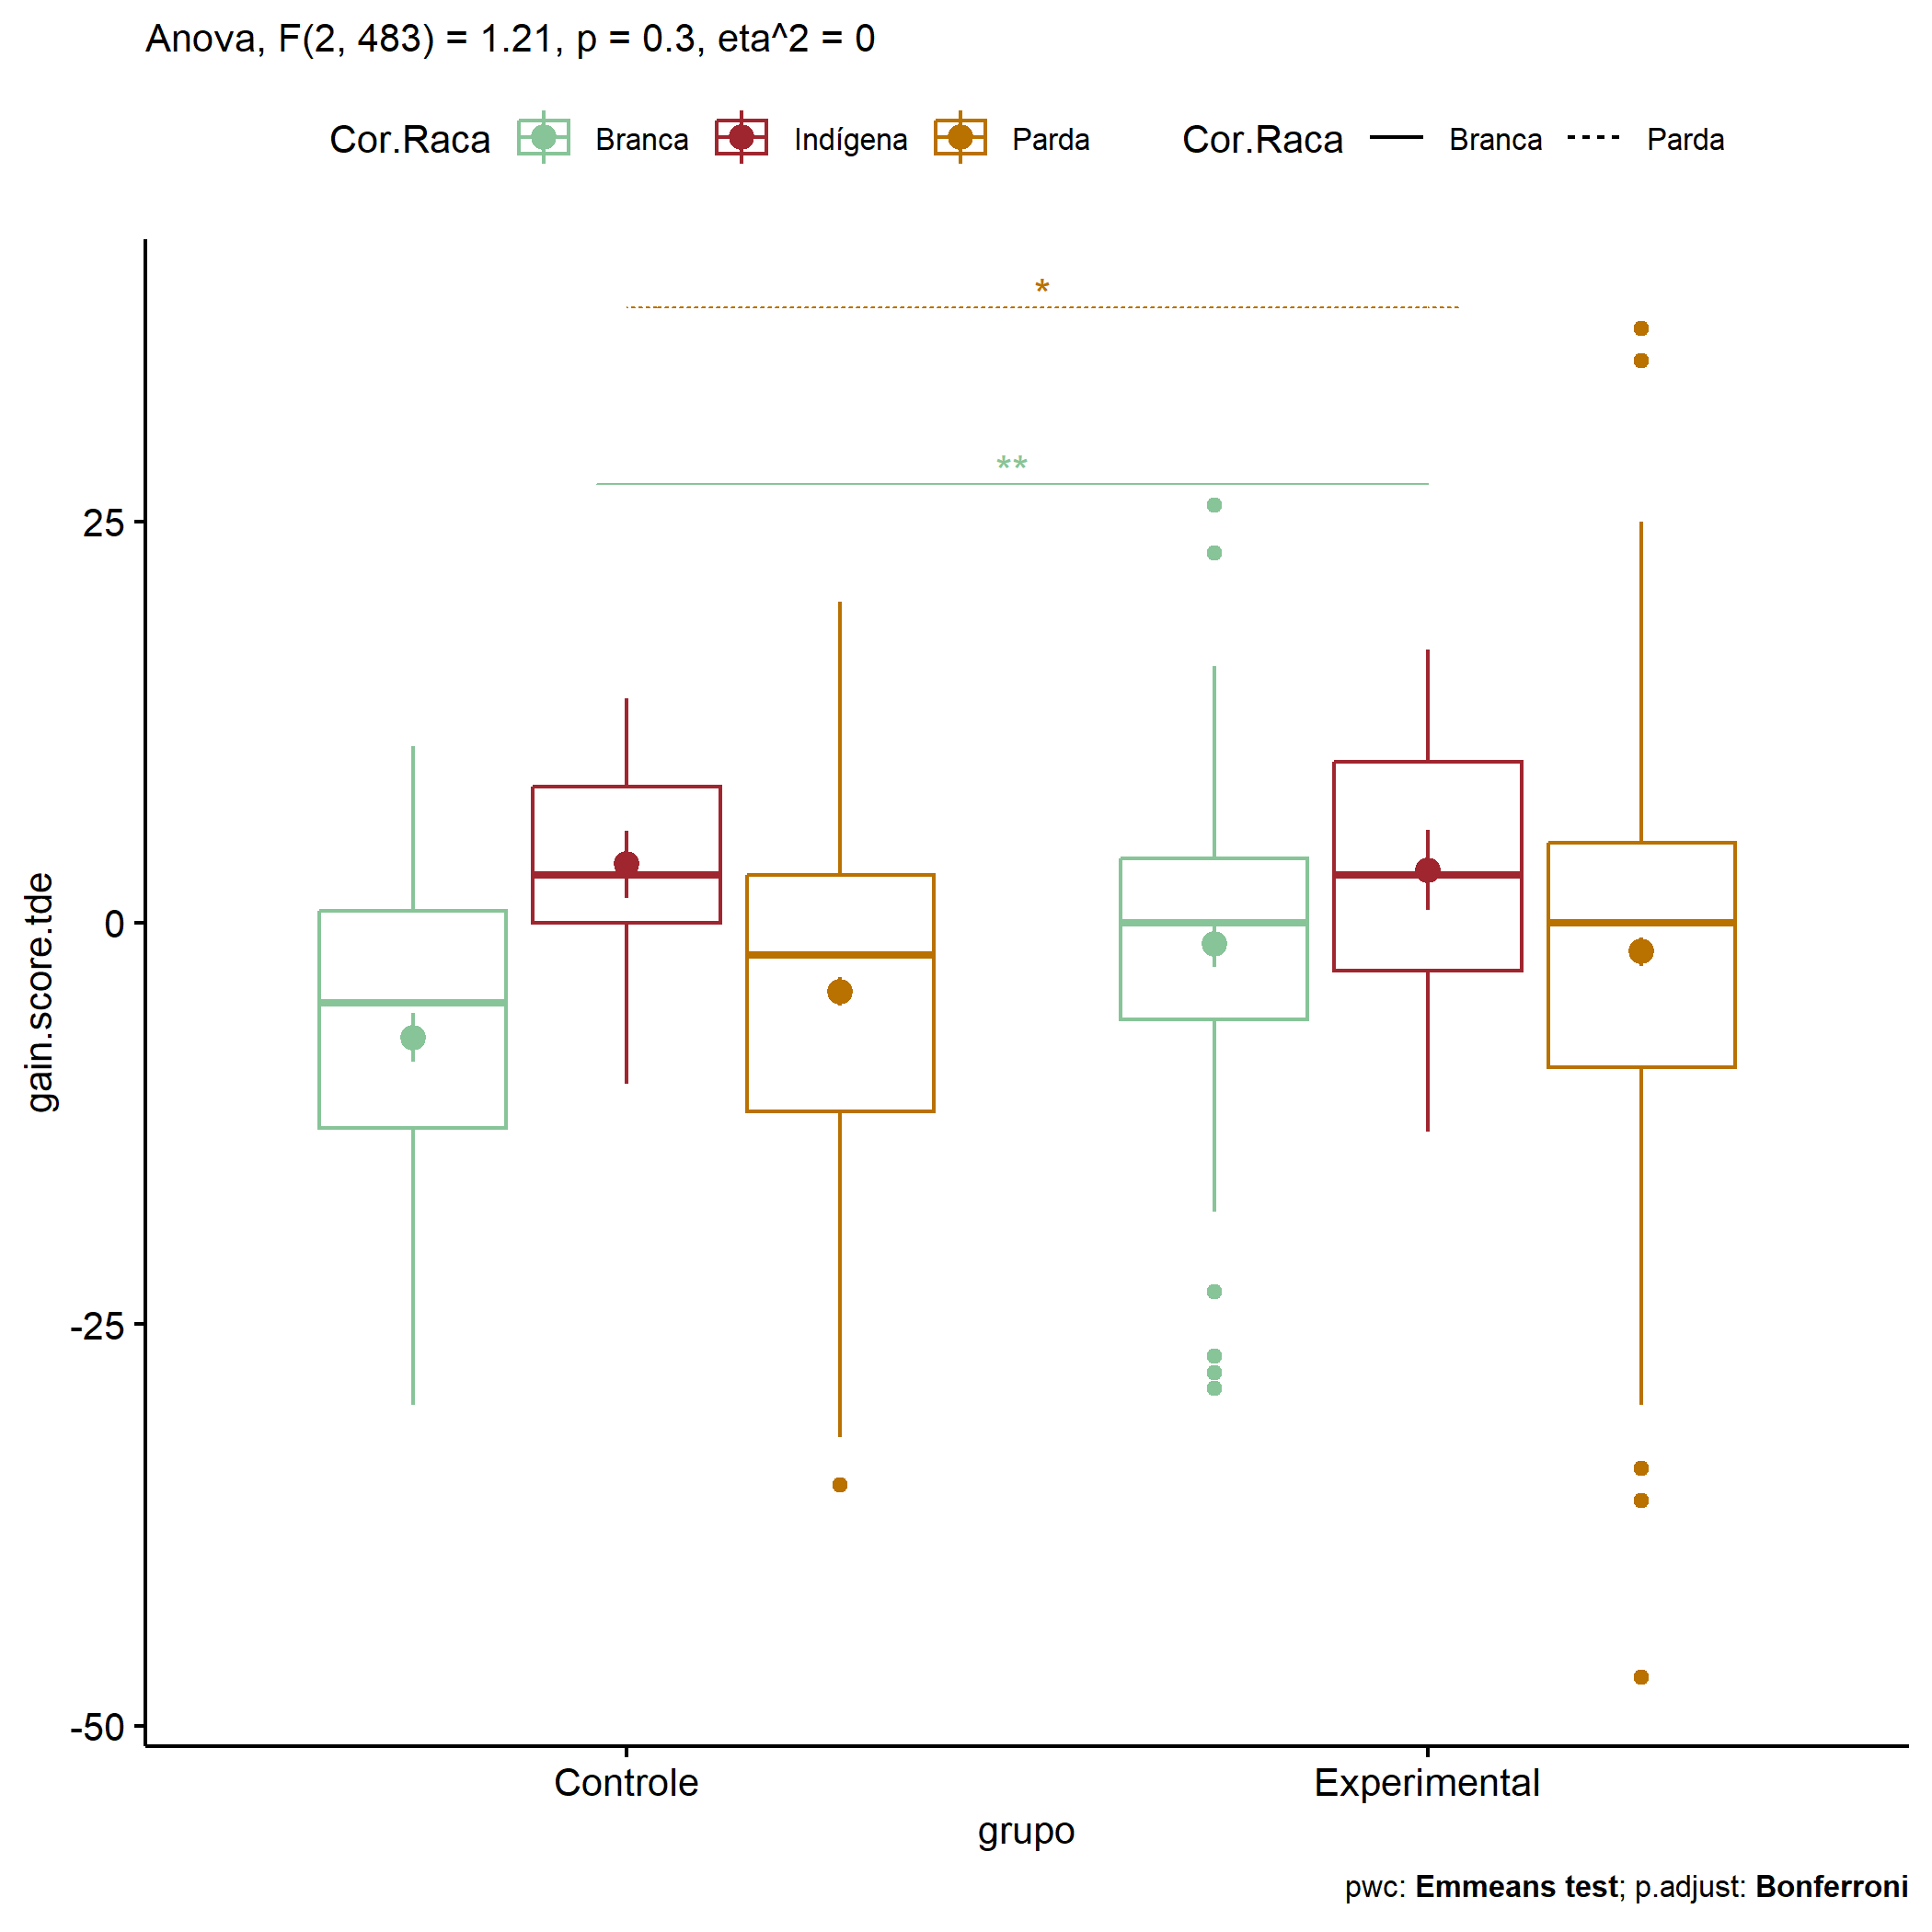 Anova, F(2, 483) = 1.21, p = 0.3, eta^2 = 0
Cor.Raca Branca Indígena Parda Cor.Raca Branca Parda
*
**
25
0
-25
-50
gain.score.tde
Controle Experimental
grupo
pwc: Emmeans test; p.adjust: Bonferroni